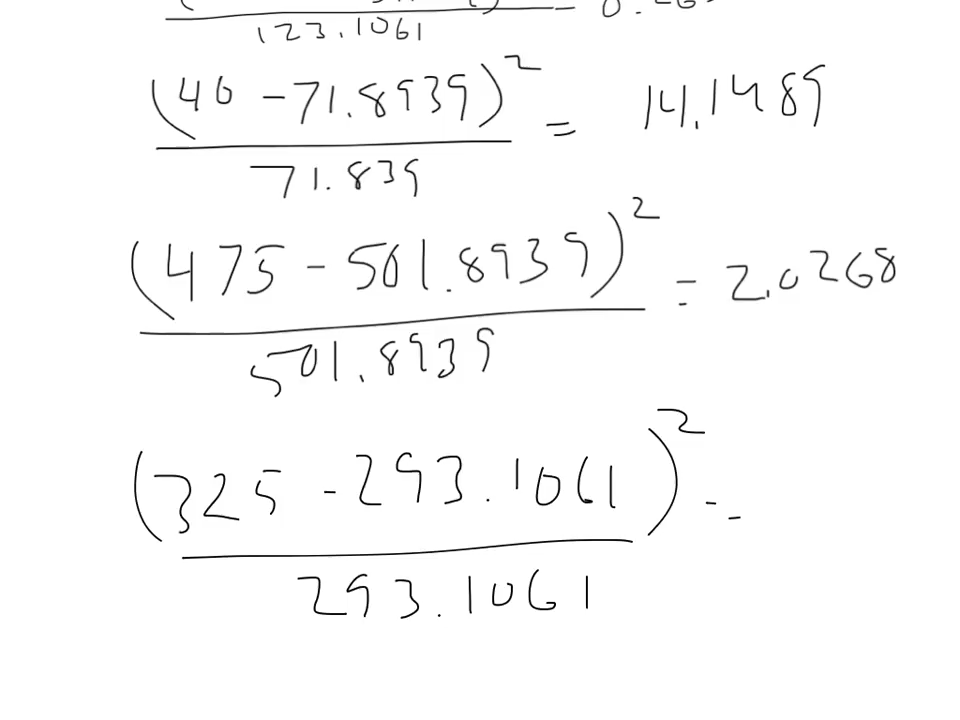 123.1061
(40 - 71.8939)² = 14.1489
71.839
(475 - 501.8939)² = 2.0268
501.8939
(325 - 293.1061)² =
293.1061